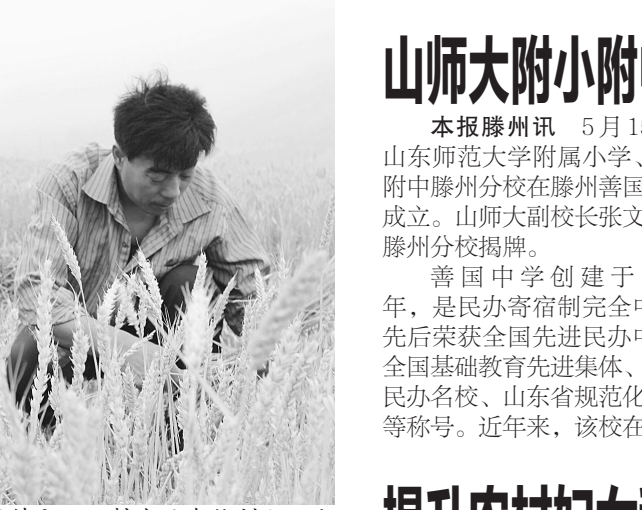 山师大附小附
本报滕州讯 5月15
山东师范大学附属小学、
附中滕州分校在滕州善国
成立。山师大副校长张文
滕州分校揭牌。
善国中学创建于
年，是民办寄宿制完全中
先后荣获全国先进民办中
全国基础教育先进集体、
民办名校、山东省规范化
等称号。近年来，该校在
提升农村妇女